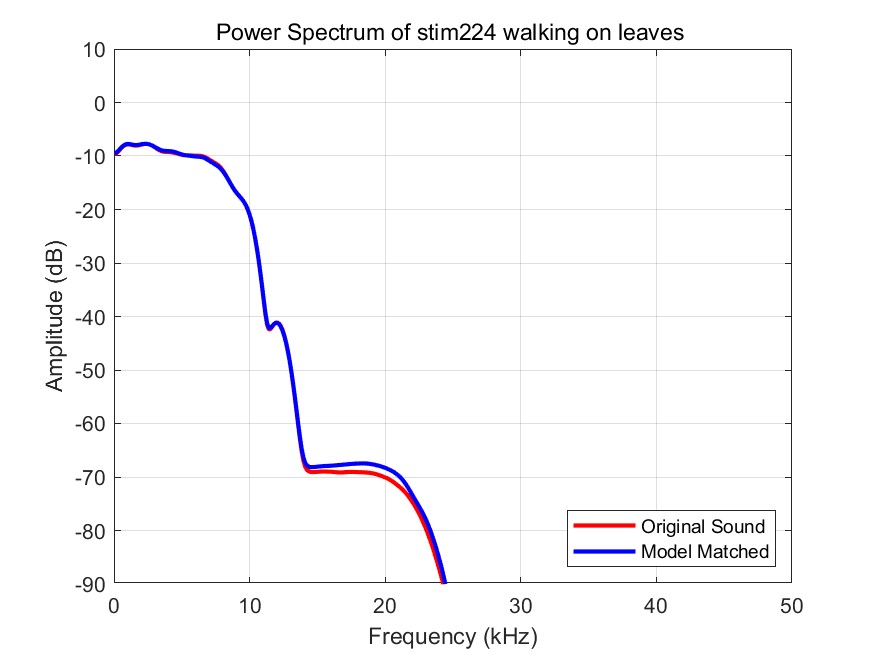 Power Spectrum of stim224 walking on leaves
10
0
-10
-20
-30
-40
-50
-60
-70
-80
-90
Amplitude (dB)
Original Sound
Model Matched
0 10 20 30 40 50
Frequency (kHz)